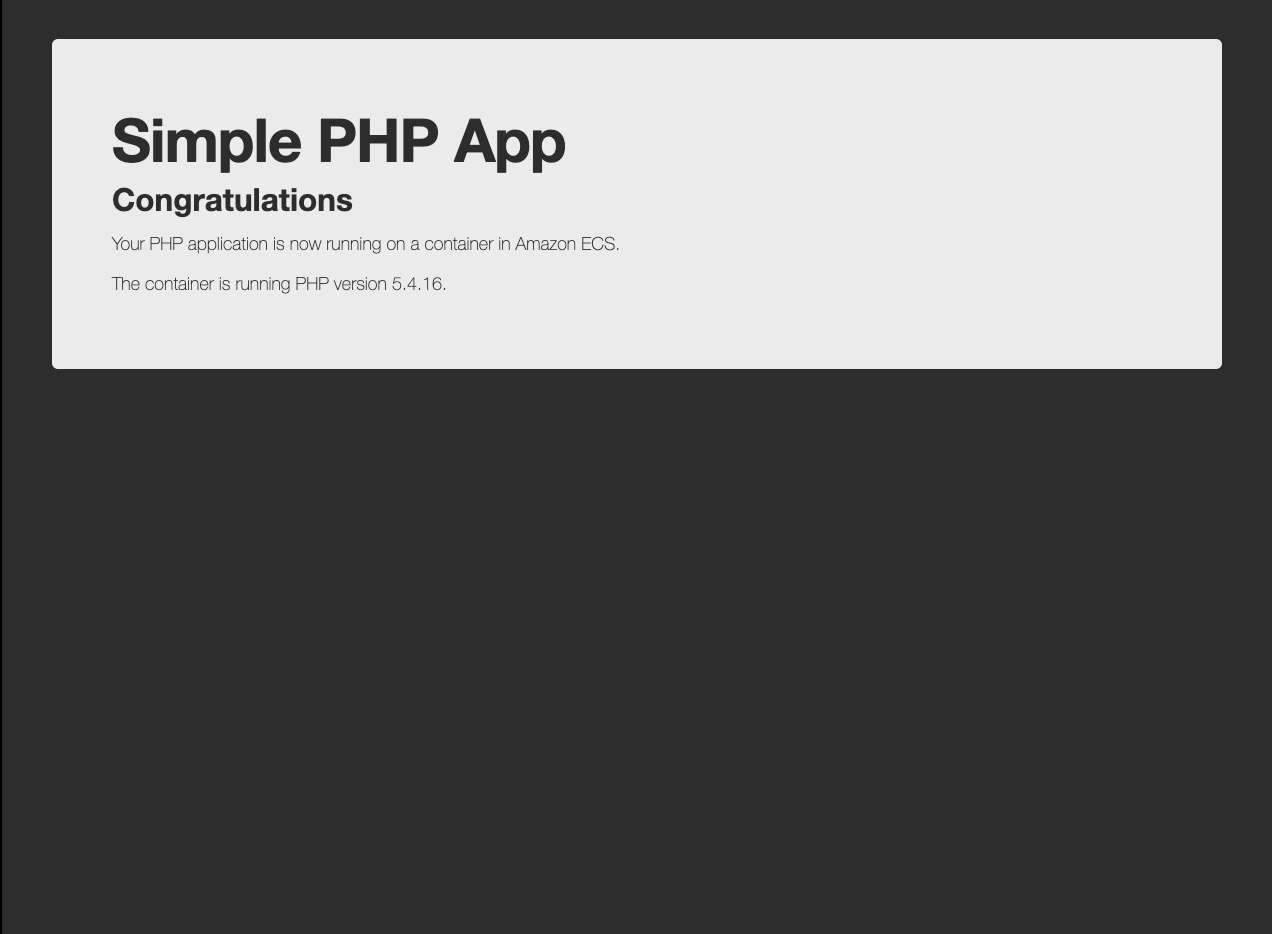 Simple PHP App
Congratulations
Your PHP application is now running on a container in Amazon ECS.
The container is running PHP version 5.4.16.